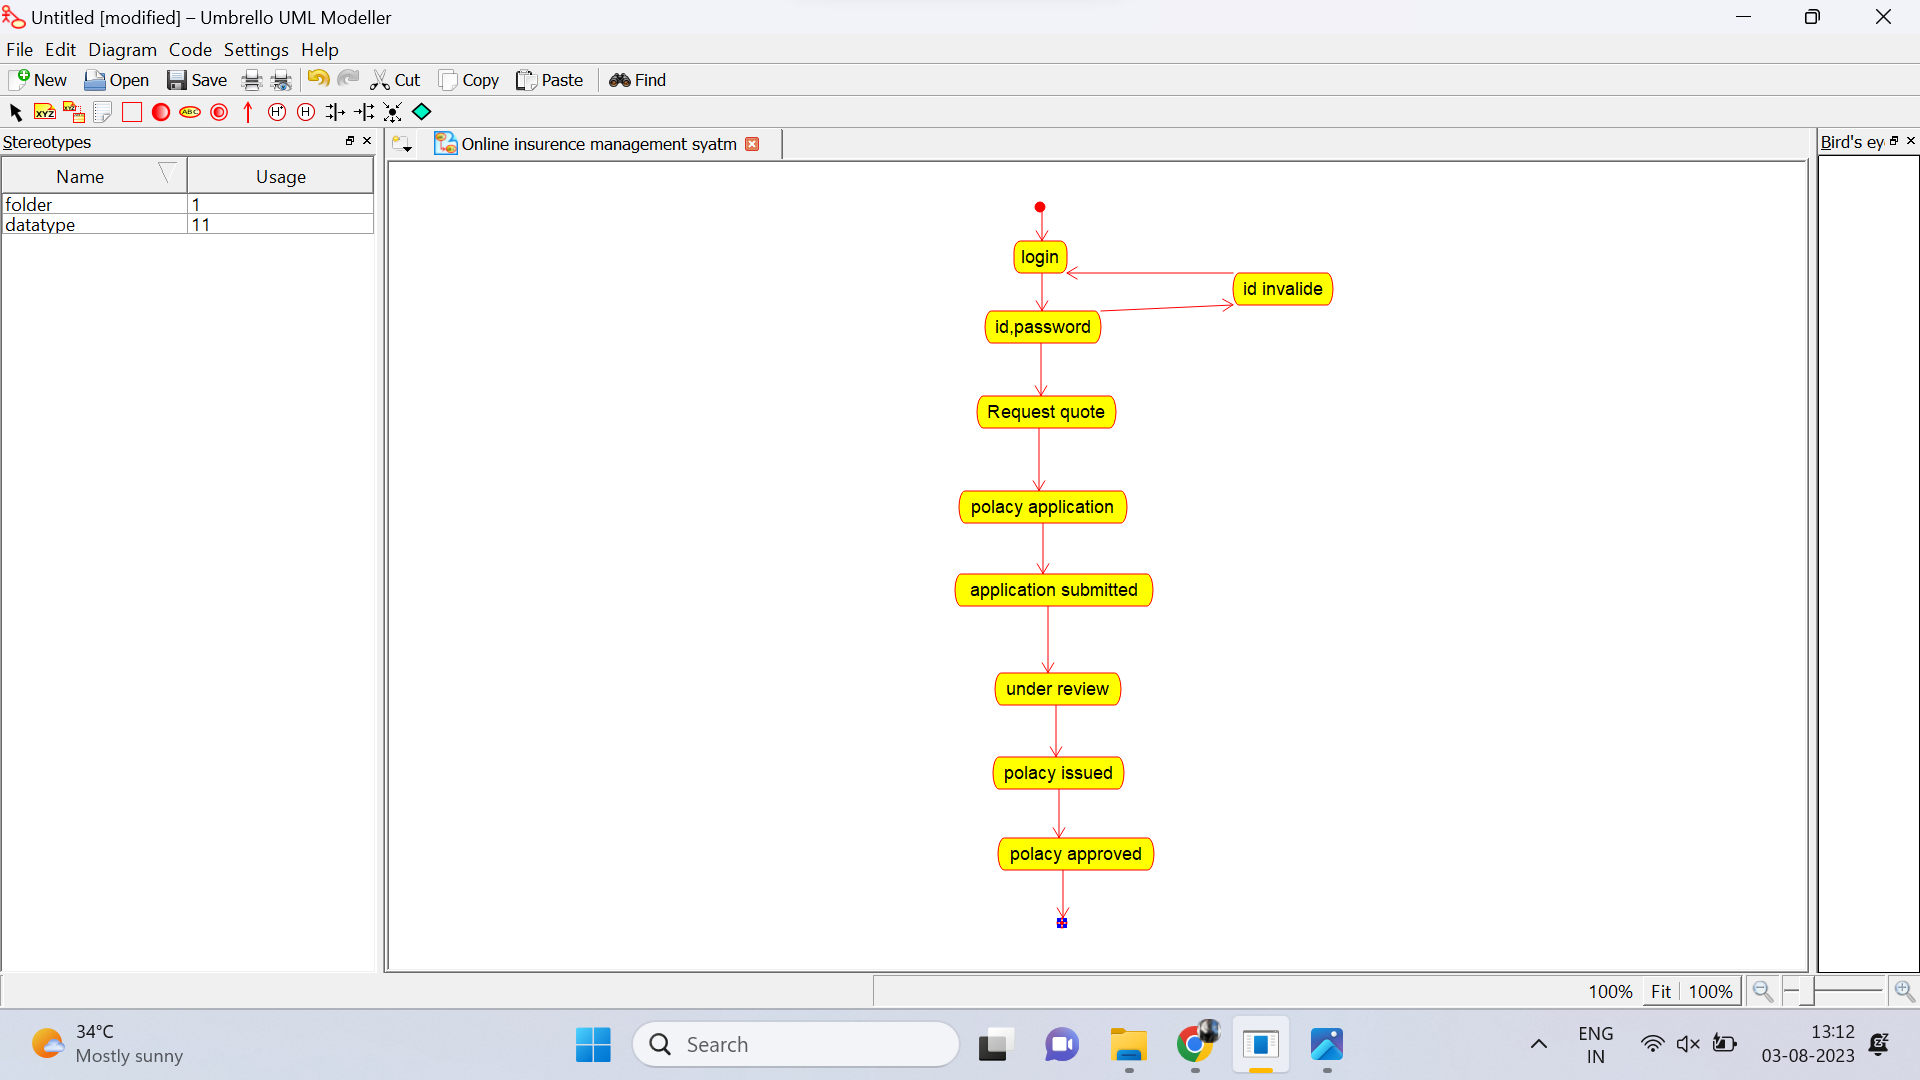 Untitled [modified] – Umbrello UML Modeller
File Edit Diagram Code Settings Help
New Open Save Cut Copy Paste Find
XYZ XYZ ABC H* H
Stereotypes
Name Usage
folder 1
datatype 11
Online insurence management syatm
Bird's ey
login
id invalide
id,password
Request quote
polacy application
application submitted
under review
polacy issued
polacy approved
100% Fit 100%
34°C
Mostly sunny
Search
ENG
IN
13:12
03-08-2023